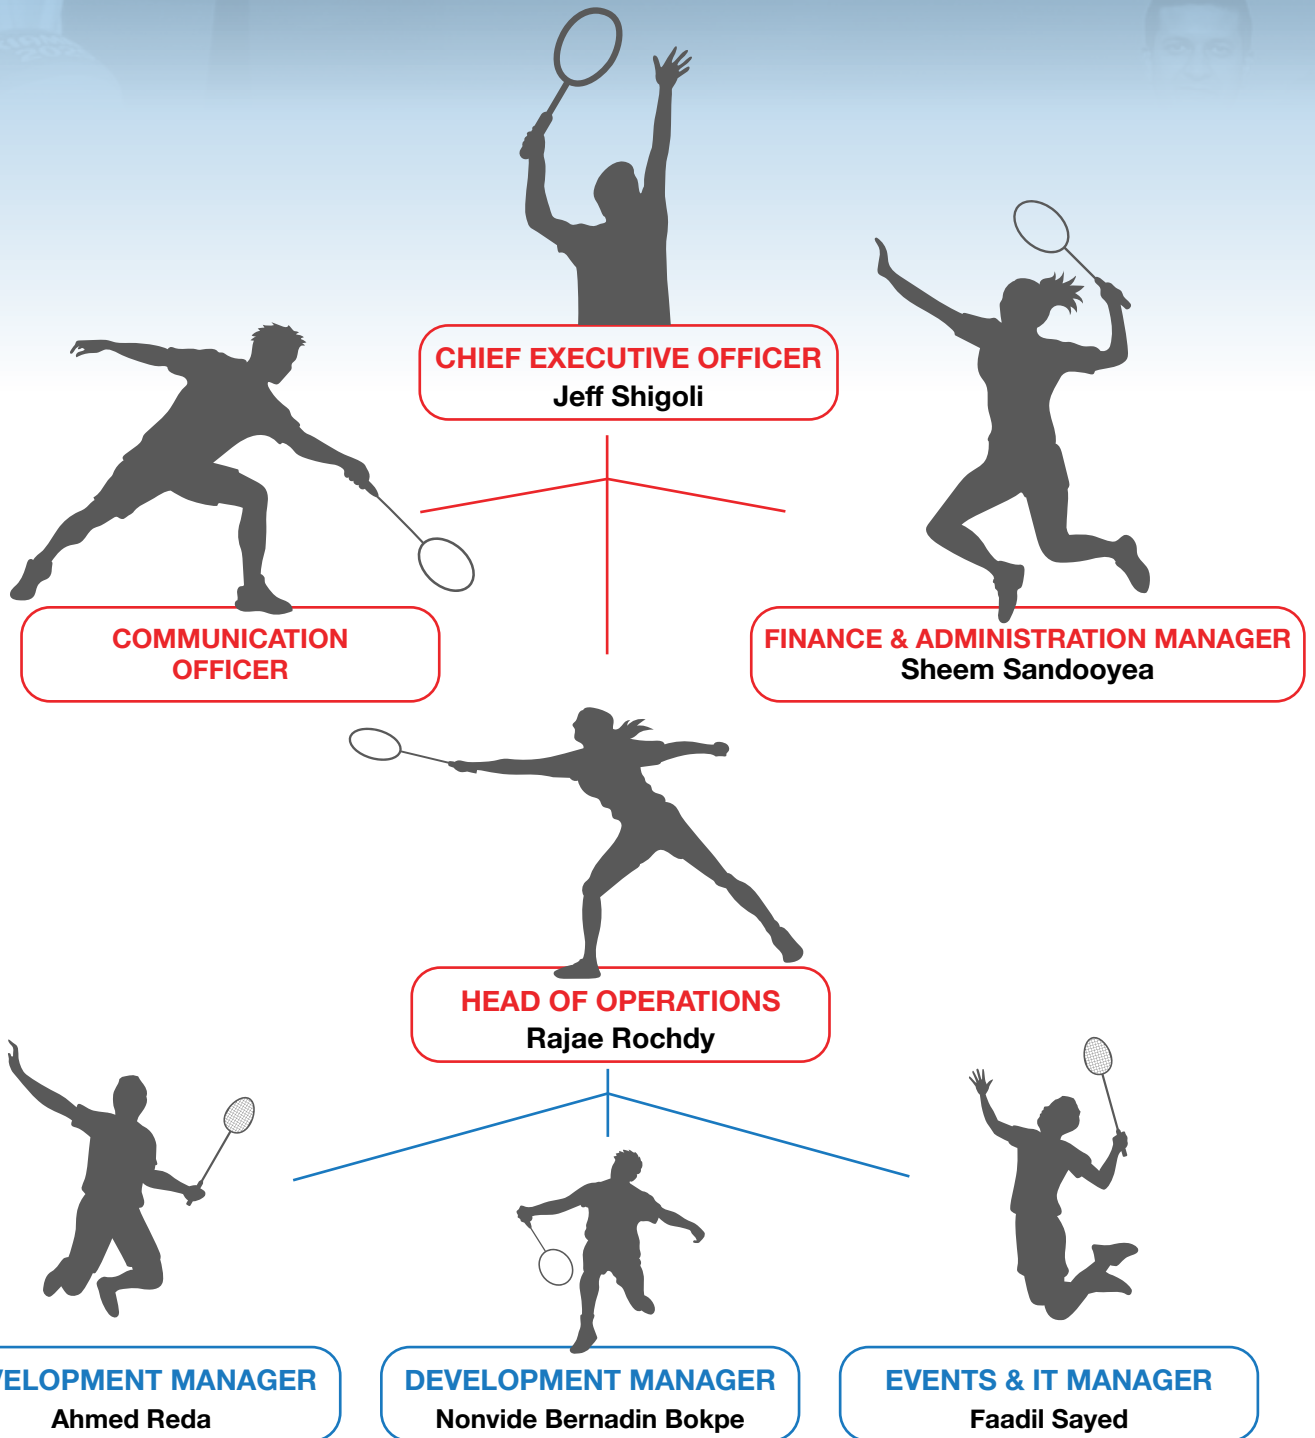 CHIEF EXECUTIVE OFFICER
Jeff Shigoli
COMMUNICATION
OFFICER
FINANCE & ADMINISTRATION MANAGER
Sheem Sandooyea
HEAD OF OPERATIONS
Rajae Rochdy
VELOPMENT MANAGER
Ahmed Reda
DEVELOPMENT MANAGER
Nonvide Bernadin Bokpe
EVENTS & IT MANAGER
Faadil Sayed